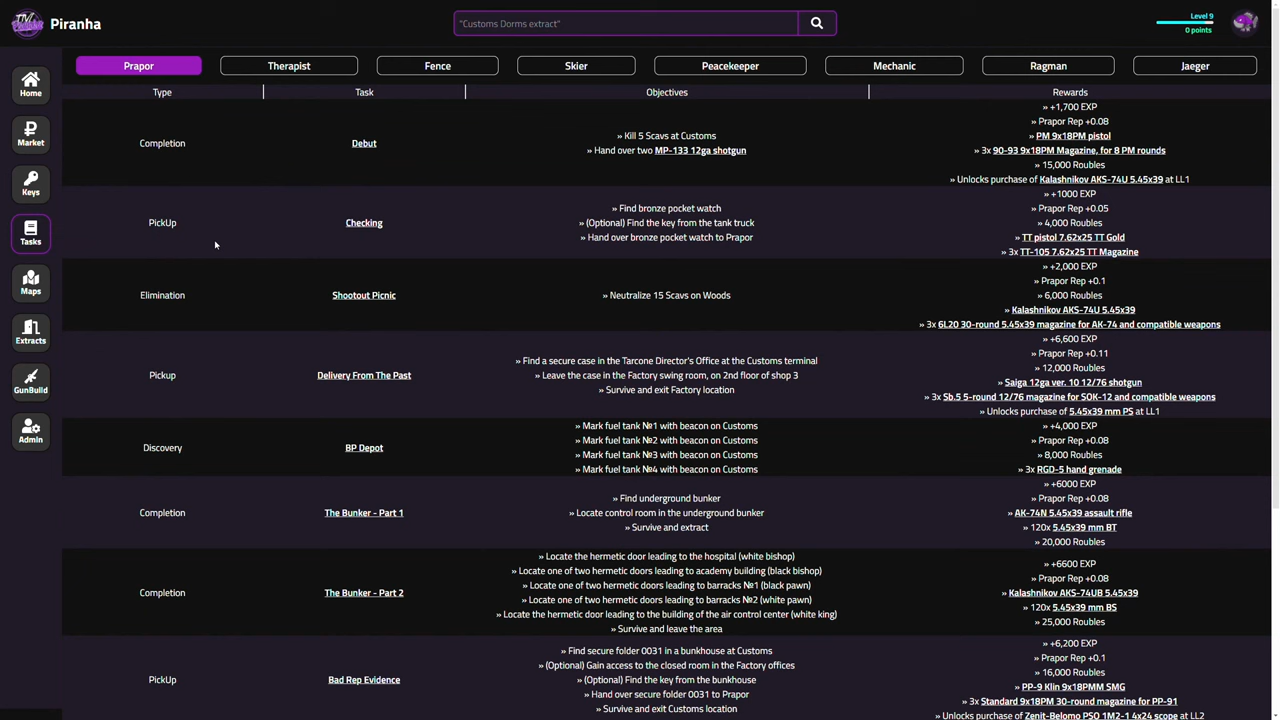 Piranha
"Customs Dorms extract"
Level 9
0 points
Home
Market
Keys
Tasks
Maps
Extracts
GunBuild
Admin
Prapor Therapist Fence Skier Peacekeeper Mechanic Ragman Jaeger
Type Task Objectives Rewards
Completion
Debut
» Kill 5 Scavs at Customs
» Hand over two MP-133 12ga shotgun
» +1,700 EXP
» Prapor Rep +0.08
» PM 9x18PM pistol
» 3x 90-93 9x18PM Magazine, for 8 PM rounds
» 15,000 Roubles
» Unlocks purchase of Kalashnikov AKS-74U 5.45x39 at LL1
PickUp
Checking
» Find bronze pocket watch
» (Optional) Find the key from the tank truck
» Hand over bronze pocket watch to Prapor
» +1000 EXP
» Prapor Rep +0.05
» 4,000 Roubles
» TT pistol 7.62x25 TT Gold
» 3x TT-105 7.62x25 TT Magazine
Elimination
Shootout Picnic
» Neutralize 15 Scavs on Woods
» +2,000 EXP
» Prapor Rep +0.1
» 6,000 Roubles
» Kalashnikov AKS-74U 5.45x39
» 3x 6L20 30-round 5.45x39 magazine for AK-74 and compatible weapons
Pickup
Delivery From The Past
» Find a secure case in the Tarcone Director's Office at the Customs terminal
» Leave the case in the Factory swing room, on 2nd floor of shop 3
» Survive and exit Factory location
» +6,600 EXP
» Prapor Rep +0.11
» 12,000 Roubles
» Saiga 12ga ver. 10 12/76 shotgun
» 3x Sb.5 5-round 12/76 magazine for SOK-12 and compatible weapons
» Unlocks purchase of 5.45x39 mm PS at LL1
Discovery
BP Depot
» Mark fuel tank №1 with beacon on Customs
» Mark fuel tank №2 with beacon on Customs
» Mark fuel tank №3 with beacon on Customs
» Mark fuel tank №4 with beacon on Customs
» +4,000 EXP
» Prapor Rep +0.08
» 8,000 Roubles
» 3x RGD-5 hand grenade
Completion
The Bunker - Part 1
» Find underground bunker
» Locate control room in the underground bunker
» Survive and extract
» +6000 EXP
» Prapor Rep +0.08
» AK-74N 5.45x39 assault rifle
» 120x 5.45x39 mm BT
» 20,000 Roubles
Completion
The Bunker - Part 2
» Locate the hermetic door leading to the hospital (white bishop)
» Locate one of two hermetic doors leading to academy building (black bishop)
» Locate one of two hermetic doors leading to barracks №1 (black pawn)
» Locate one of two hermetic doors leading to barracks №2 (white pawn)
» Locate the hermetic door leading to the building of the air control center (white king)
» Survive and leave the area
» +6600 EXP
» Prapor Rep +0.08
» Kalashnikov AKS-74UB 5.45x39
» 120x 5.45x39 mm BS
» 25,000 Roubles
PickUp
Bad Rep Evidence
» Find secure folder 0031 in a bunkhouse at Customs
» (Optional) Gain access to the closed room in the Factory offices
» (Optional) Find the key from the bunkhouse
» Hand over secure folder 0031 to Prapor
» Survive and exit Customs location
» +6,200 EXP
» Prapor Rep +0.1
» 16,000 Roubles
» PP-9 Klin 9x18PMM SMG
» 3x Standard 9x18PM 30-round magazine for PP-91
» Unlocks purchase of Zenit-Belomo PSO 1M2-1 4x24 scope at LL2